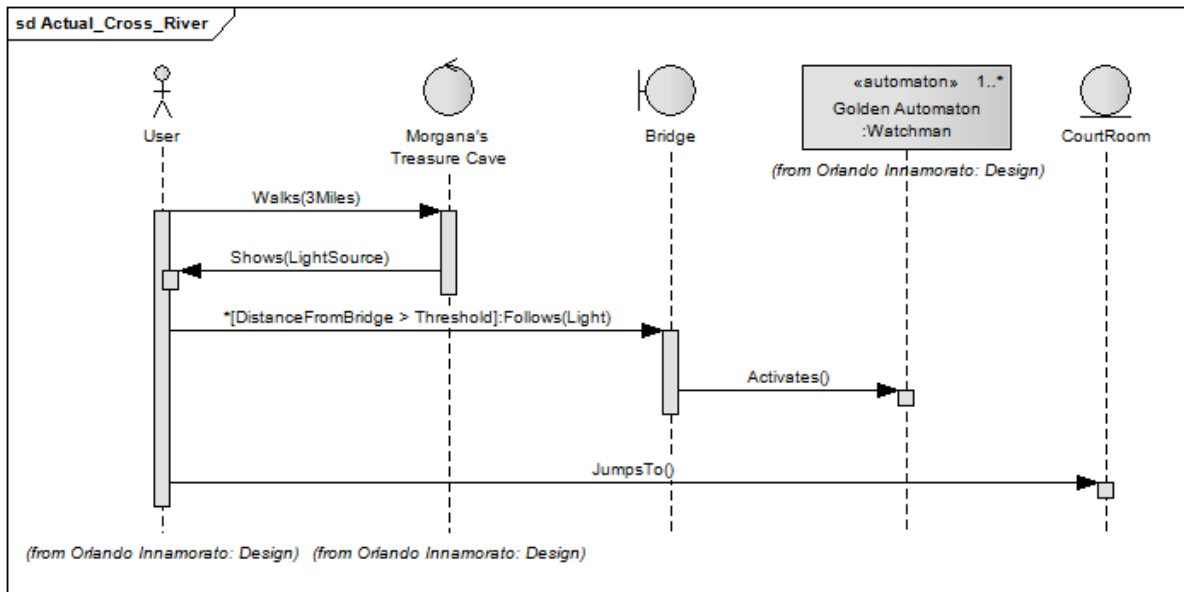 sd Actual_Cross_River
User
Morgana's
Treasure Cave
Bridge
«automaton» 1..*
Golden Automaton
:Watchman
CourtRoom
(from Orlando Innamorato: Design)
Walks(3Miles)
Shows(LightSource)
*[DistanceFromBridge > Threshold]:Follows(Light)
Activates()
JumpsTo()
(from Orlando Innamorato: Design)
(from Orlando Innamorato: Design)